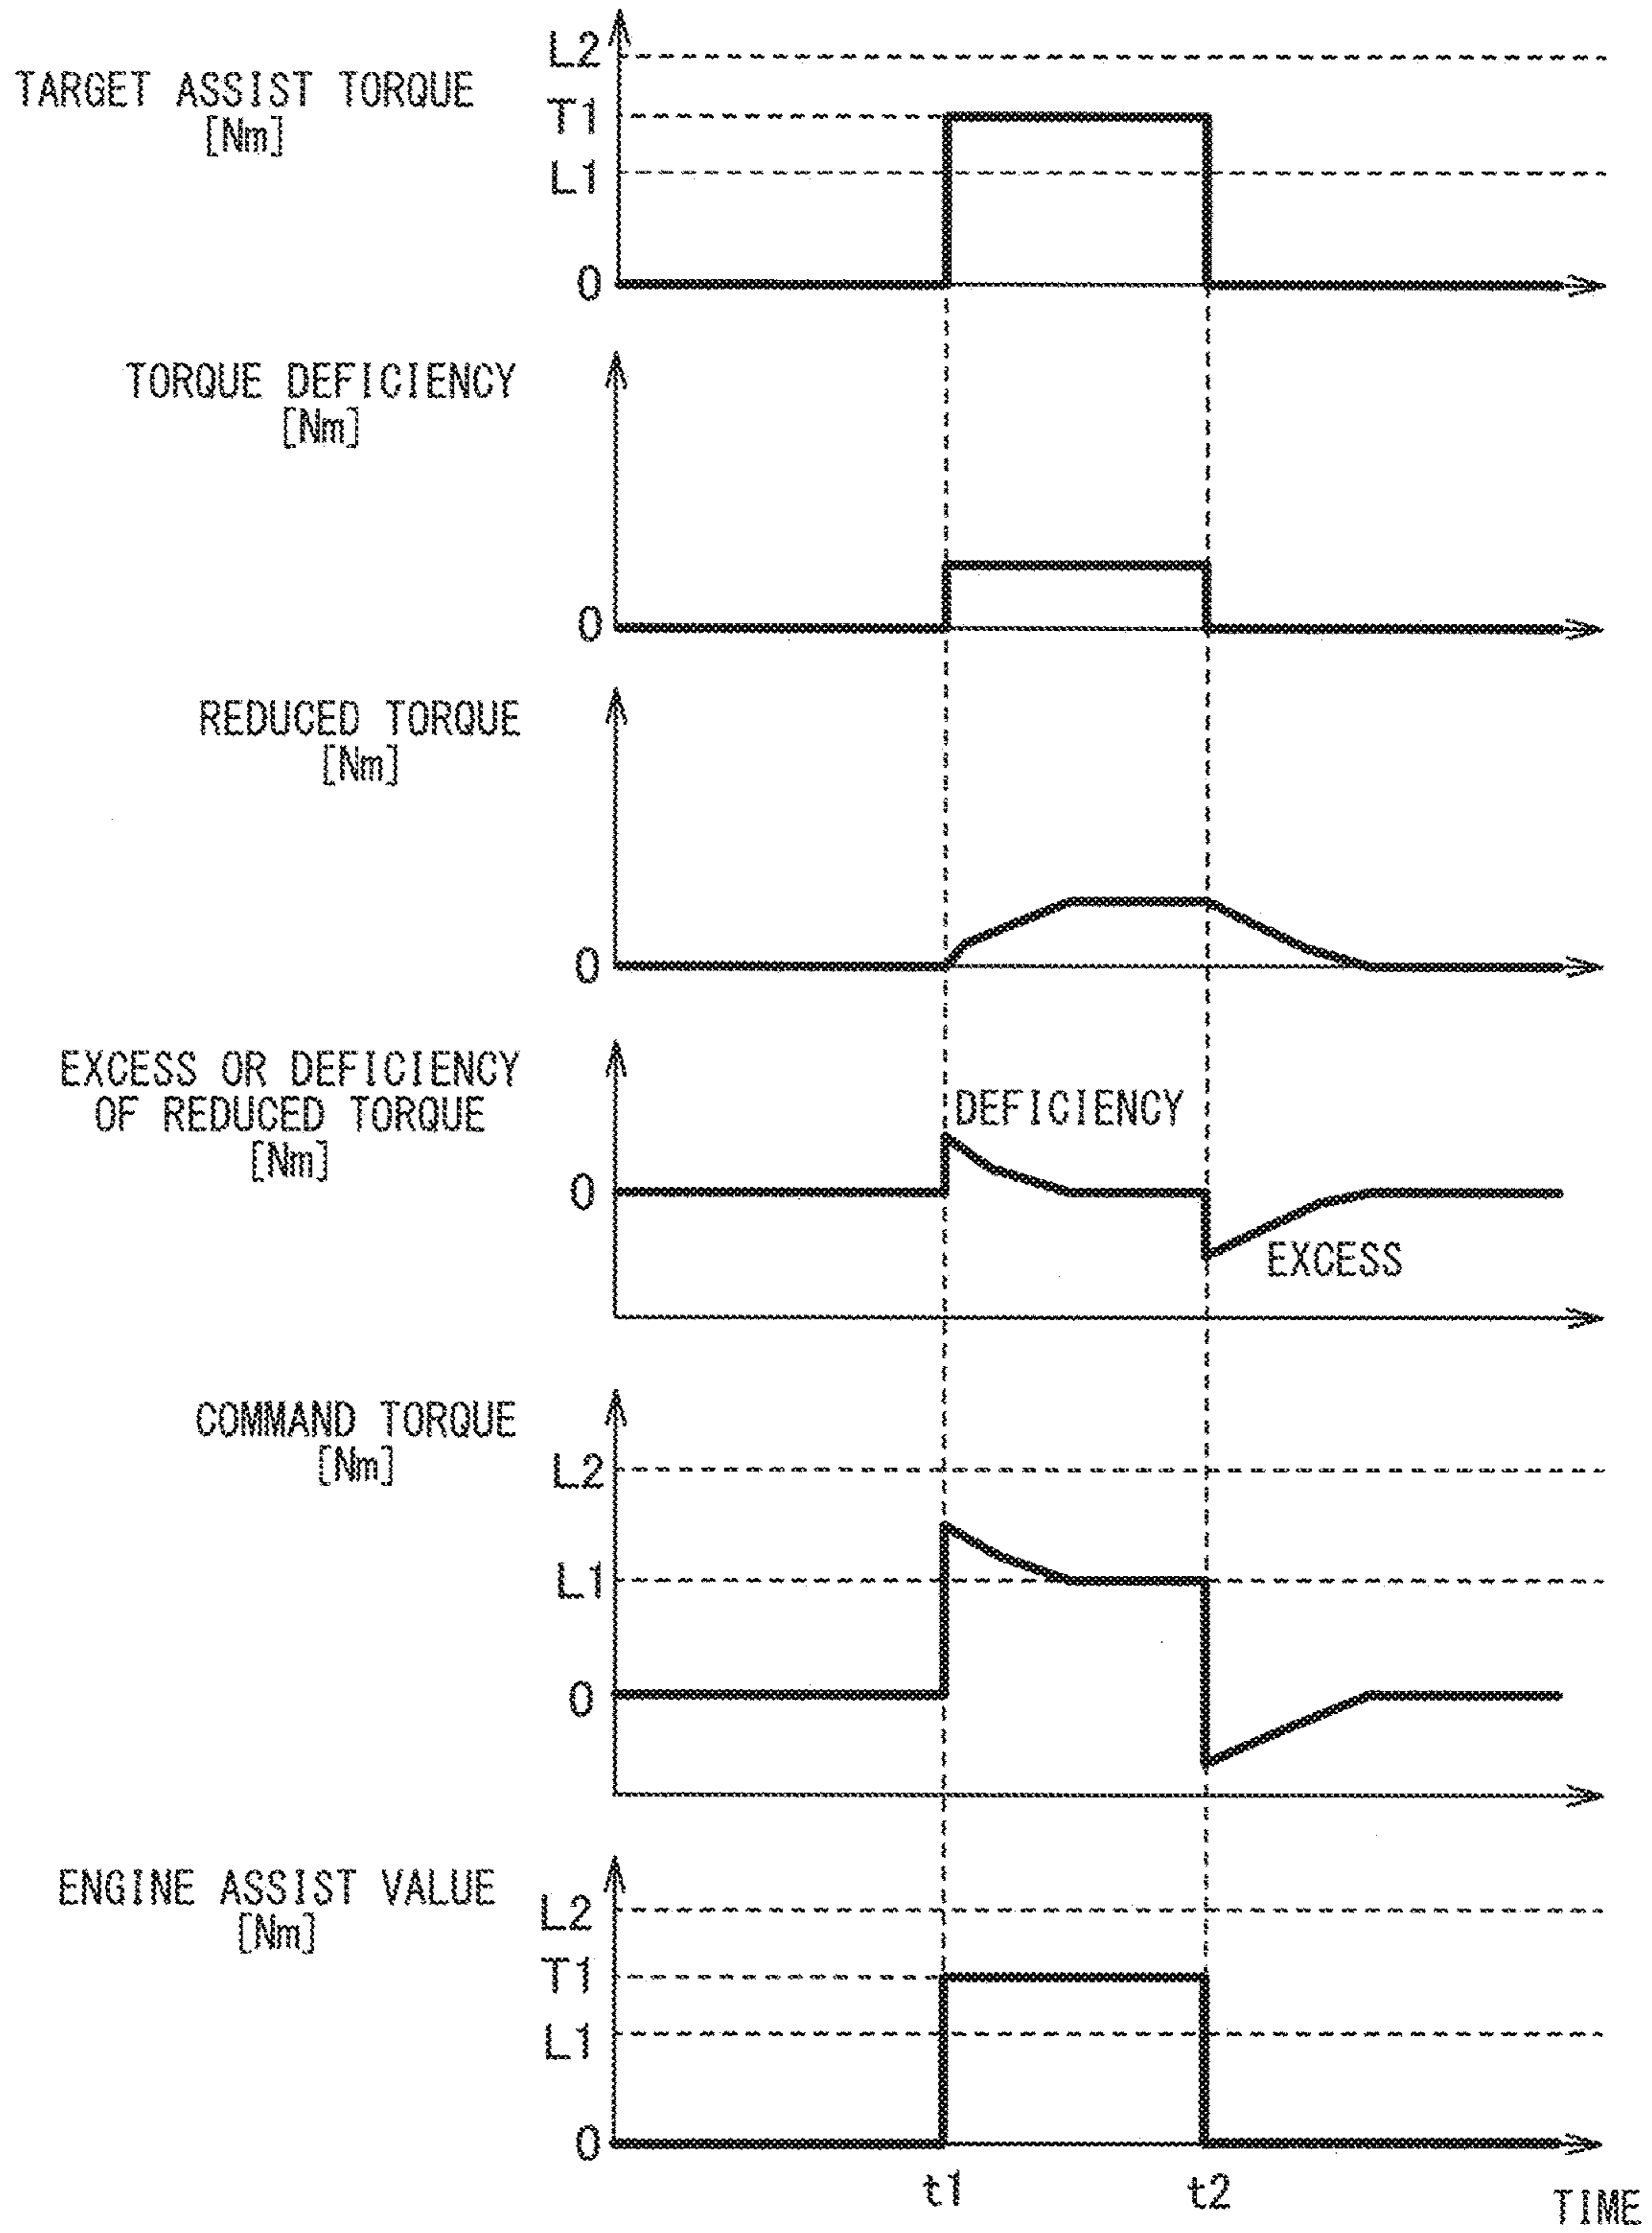 L2
TARGET ASSIST TORQUE
[Nm]
T1
L1
0
TORQUE DEFICIENCY
[Nm]
0
REDUCED TORQUE
[Nm]
0
EXCESS OR DEFICIENCY
OF REDUCED TORQUE
[Nm]
DEFICIENCY
0
EXCESS
COMMAND TORQUE
[Nm]
L2
L1
0
ENGINE ASSIST VALUE
[Nm]
L2
T1
L1
0
t1
t2
TIME